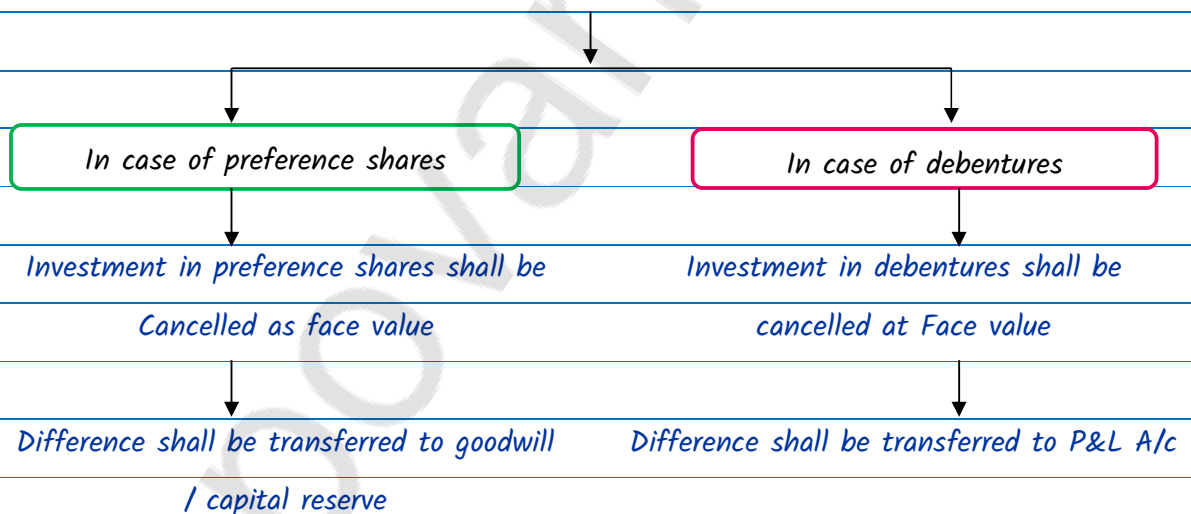 In case of preference shares
In case of debentures
Investment in preference shares shall be
Cancelled as face value
Investment in debentures shall be
cancelled at Face value
Difference shall be transferred to goodwill
/ capital reserve
Difference shall be transferred to P&L A/c